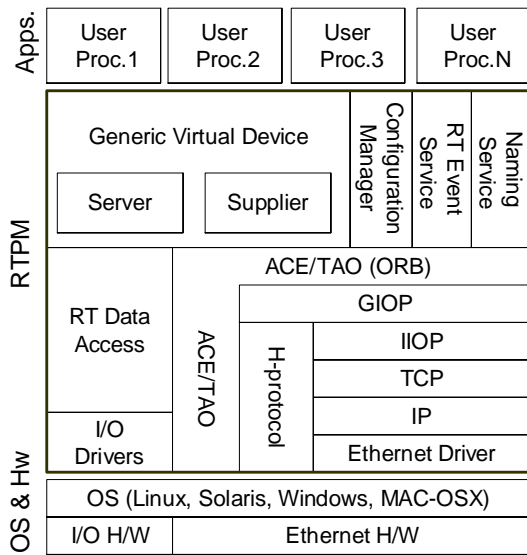 Apps.
User
Proc.1
User
Proc.2
User
Proc.3
User
Proc.N
RTPM
Generic Virtual Device
Server
Supplier
Configuration
Manager
RT Event
Service
Naming
Service
ACE/TAO (ORB)
RT Data
Access
ACE/TAO
GIOP
H-protocol
IIOP
TCP
IP
Ethernet Driver
I/O
Drivers
OS & Hw
OS (Linux, Solaris, Windows, MAC-OSX)
I/O H/W
Ethernet H/W